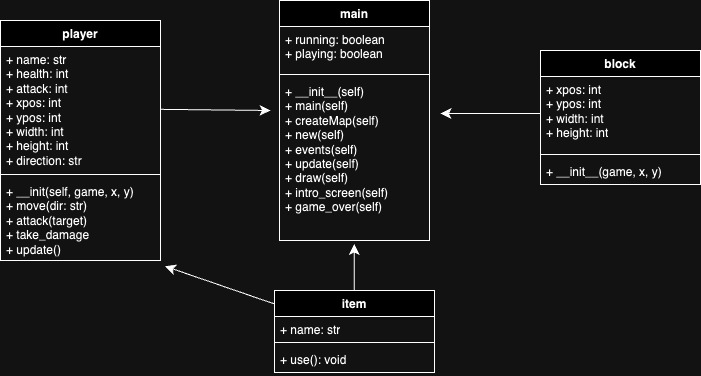 player
+ name: str
+ health: int
+ attack: int
+ xpos: int
+ ypos: int
+ width: int
+ height: int
+ direction: str
+ __init(self, game, x, y)
+ move(dir: str)
+ attack(target)
+ take_damage
+ update()
main
+ running: boolean
+ playing: boolean
+ __init__(self)
+ main(self)
+ createMap(self)
+ new(self)
+ events(self)
+ update(self)
+ draw(self)
+ intro_screen(self)
+ game_over(self)
block
+ xpos: int
+ ypos: int
+ width: int
+ height: int
+ __init__(game, x, y)
item
+ name: str
+ use(): void